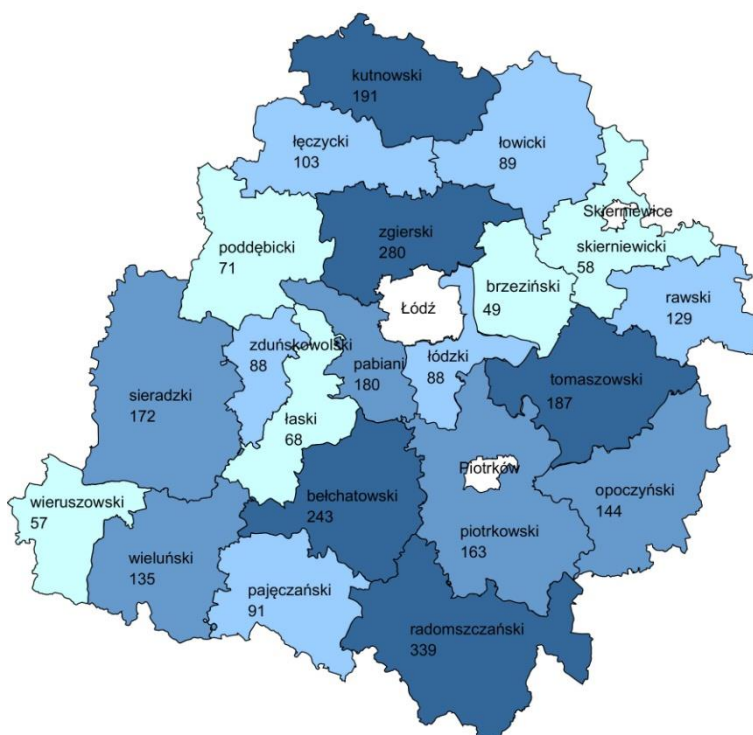 kutnowski
191
łęczycki
103
łowicki
89
Skierniewice
zgierski
280
poddębicki
71
skierniewicki
58
brzeziński
49
Łódź
rawski
129
zduńskowolski
88
pabiani
180
łódzki
88
tomaszowski
187
sieradzki
172
łaski
68
Piotrków
wieruszowski
57
bełchatowski
243
opoczyński
144
piotrkowski
163
wieluński
135
pajęczański
91
radomszczański
339